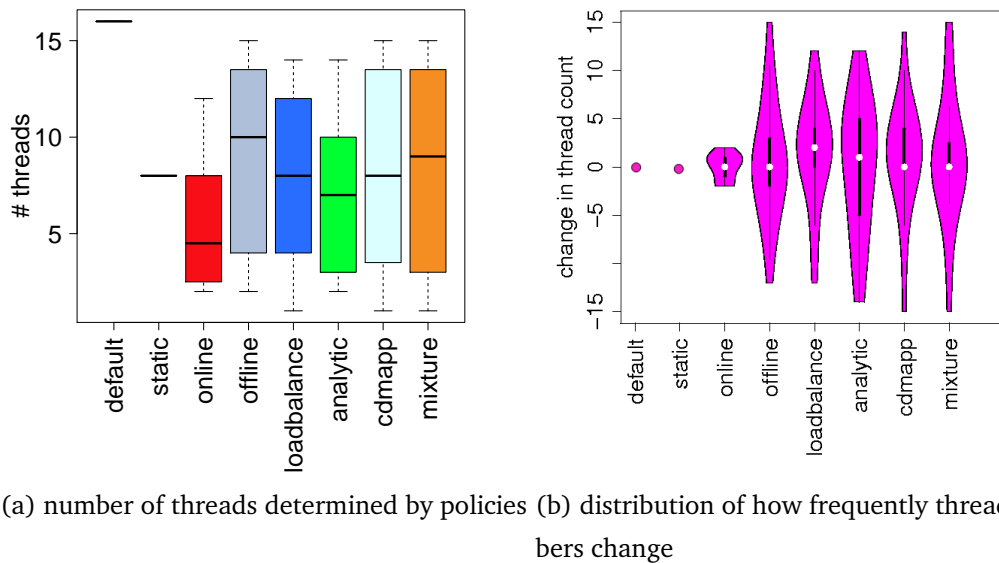 15
10
5
# threads
default
static
online
offline
loadbalance
analytic
cdmapp
mixture
15
10
5
0
-5
-15
change in thread count
default
static
online
offline
loadbalance
analytic
cdmapp
mixture
(a) number of threads determined by policies
(b) distribution of how frequently thread
bers change